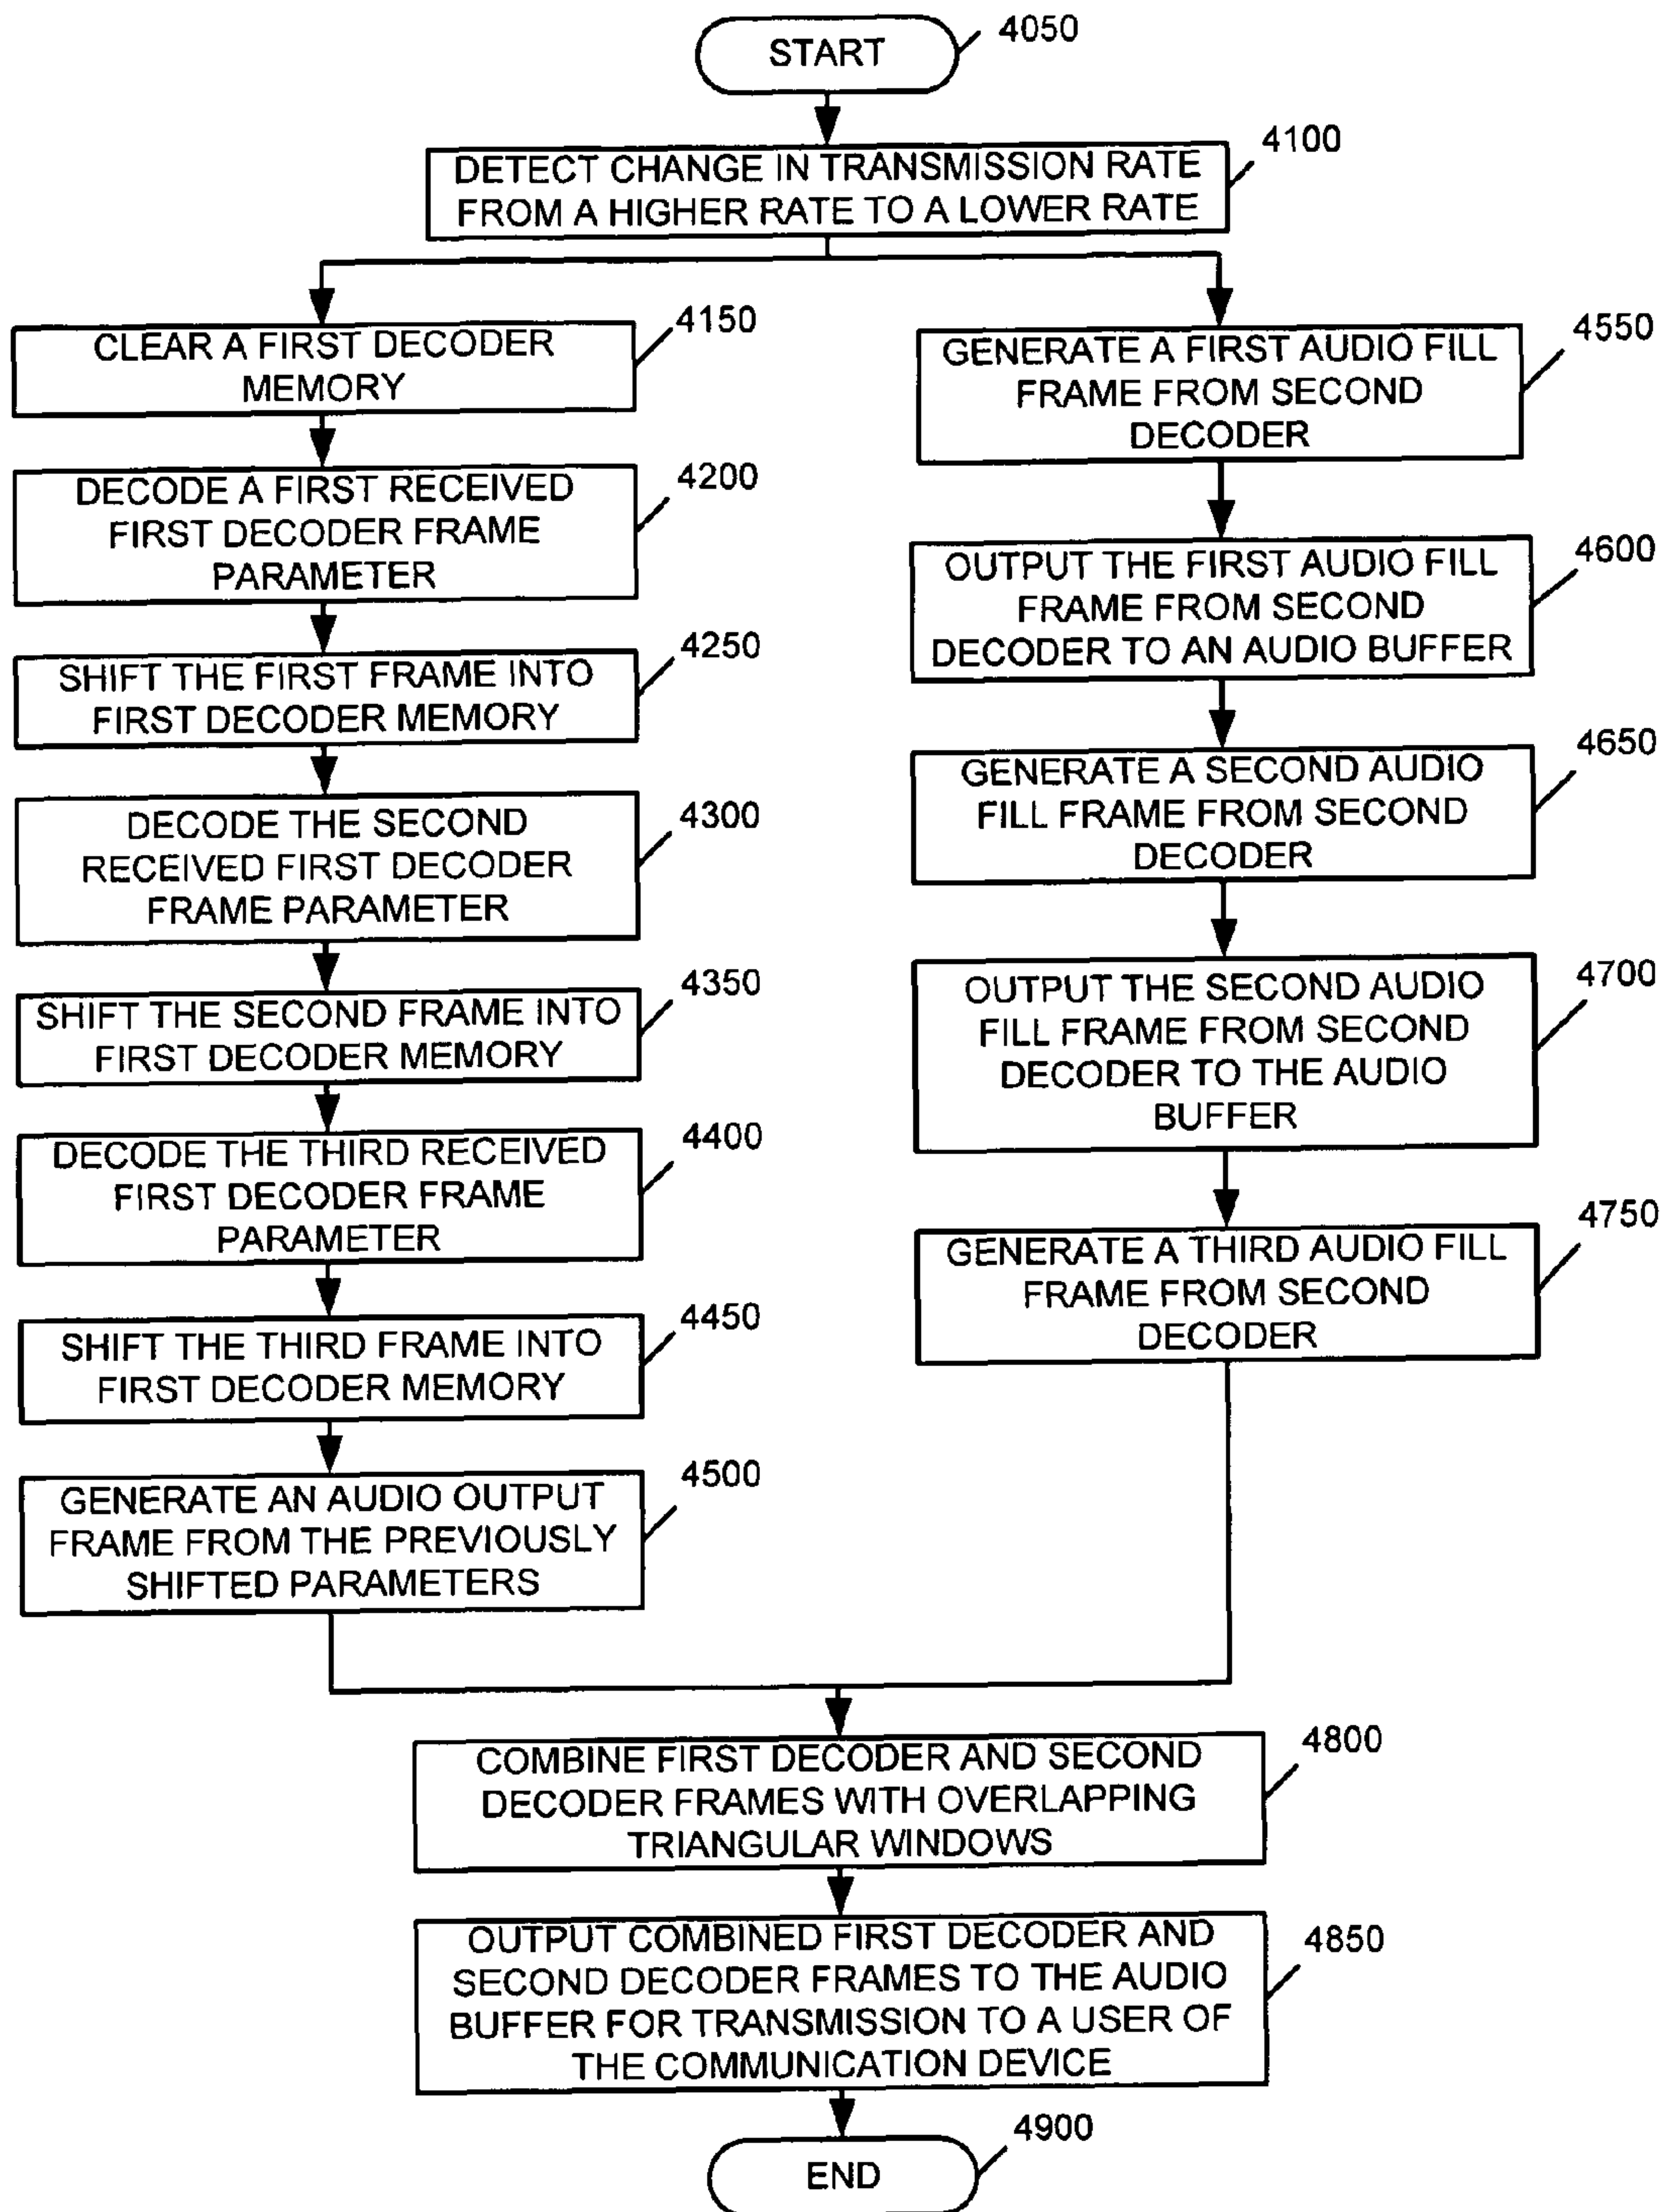 START
4050
DETECT CHANGE IN TRANSMISSION RATE
FROM A HIGHER RATE TO A LOWER RATE
4100
CLEAR A FIRST DECODER
MEMORY
4150
DECODE A FIRST RECEIVED
FIRST DECODER FRAME
PARAMETER
4200
SHIFT THE FIRST FRAME INTO
FIRST DECODER MEMORY
4250
DECODE THE SECOND
RECEIVED FIRST DECODER
FRAME PARAMETER
4300
SHIFT THE SECOND FRAME INTO
FIRST DECODER MEMORY
4350
DECODE THE THIRD RECEIVED
FIRST DECODER FRAME
PARAMETER
4400
SHIFT THE THIRD FRAME INTO
FIRST DECODER MEMORY
4450
GENERATE AN AUDIO OUTPUT
FRAME FROM THE PREVIOUSLY
SHIFTED PARAMETERS
4500
GENERATE A FIRST AUDIO FILL
FRAME FROM SECOND
DECODER
4550
OUTPUT THE FIRST AUDIO FILL
FRAME FROM SECOND
DECODER TO AN AUDIO BUFFER
4600
GENERATE A SECOND AUDIO
FILL FRAME FROM SECOND
DECODER
4650
OUTPUT THE SECOND AUDIO
FILL FRAME FROM SECOND
DECODER TO THE AUDIO
BUFFER
4700
GENERATE A THIRD AUDIO FILL
FRAME FROM SECOND
DECODER
4750
COMBINE FIRST DECODER AND SECOND
DECODER FRAMES WITH OVERLAPPING
TRIANGULAR WINDOWS
4800
OUTPUT COMBINED FIRST DECODER AND
SECOND DECODER FRAMES TO THE AUDIO
BUFFER FOR TRANSMISSION TO A USER OF
THE COMMUNICATION DEVICE
4850
END
4900